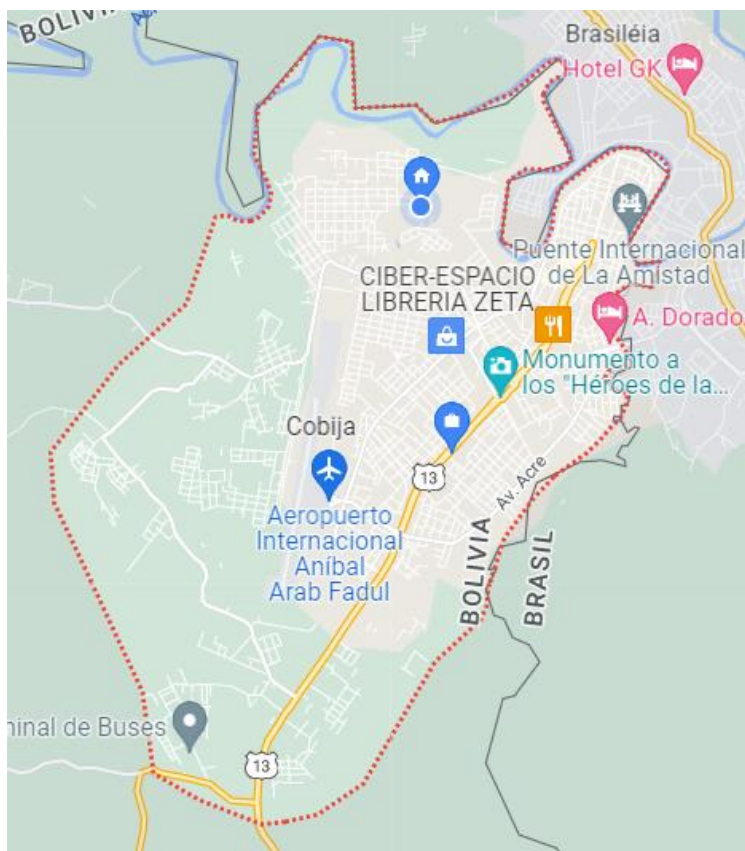 BOLIVIA
Brasiléia
Hotel GK
Puente Internacional
de La Amistad
CIBER-ESPACIO
LIBRERIA ZETA
A. Dorado
Monumento a
los "Héroes de la...
Cobija
13
Av. Acre
Aeropuerto
Internacional
Aníbal
Arab Fadul
BOLIVIA
BRASIL
minal de Buses
13